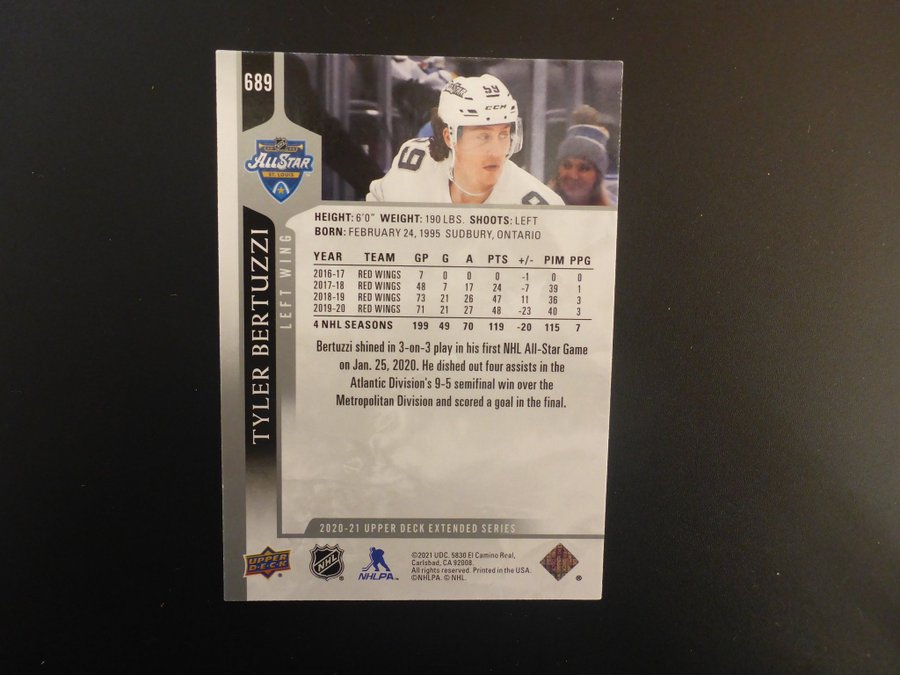 689
ALL STAR
ST. LOUIS
59
CCM
59
TYLER BERTUZZI
LEFT WING
HEIGHT: 6'0" WEIGHT: 190 LBS. SHOOTS: LEFT
BORN: FEBRUARY 24, 1995 SUDBURY, ONTARIO
YEAR TEAM GP G A PTS +/- PIM PPG
2016-17 RED WINGS 7 0 0 0 -1 0 0
2017-18 RED WINGS 48 7 17 24 -7 39 1
2018-19 RED WINGS 73 21 26 47 11 36 3
2019-20 RED WINGS 71 21 27 48 -23 40 3
4 NHL SEASONS 199 49 70 119 -20 115 7
Bertuzzi shined in 3-on-3 play in his first NHL All-Star Game
on Jan. 25, 2020. He dished out four assists in the
Atlantic Division's 9-5 semifinal win over the
Metropolitan Division and scored a goal in the final.
2020-21 UPPER DECK EXTENDED SERIES
UPPER DECK
NHL
NHLPA
©2021 UDC. 5830 El Camino Real,
Carlsbad, CA 92008.
All rights reserved. Printed in the USA.
©NHLPA. © NHL.